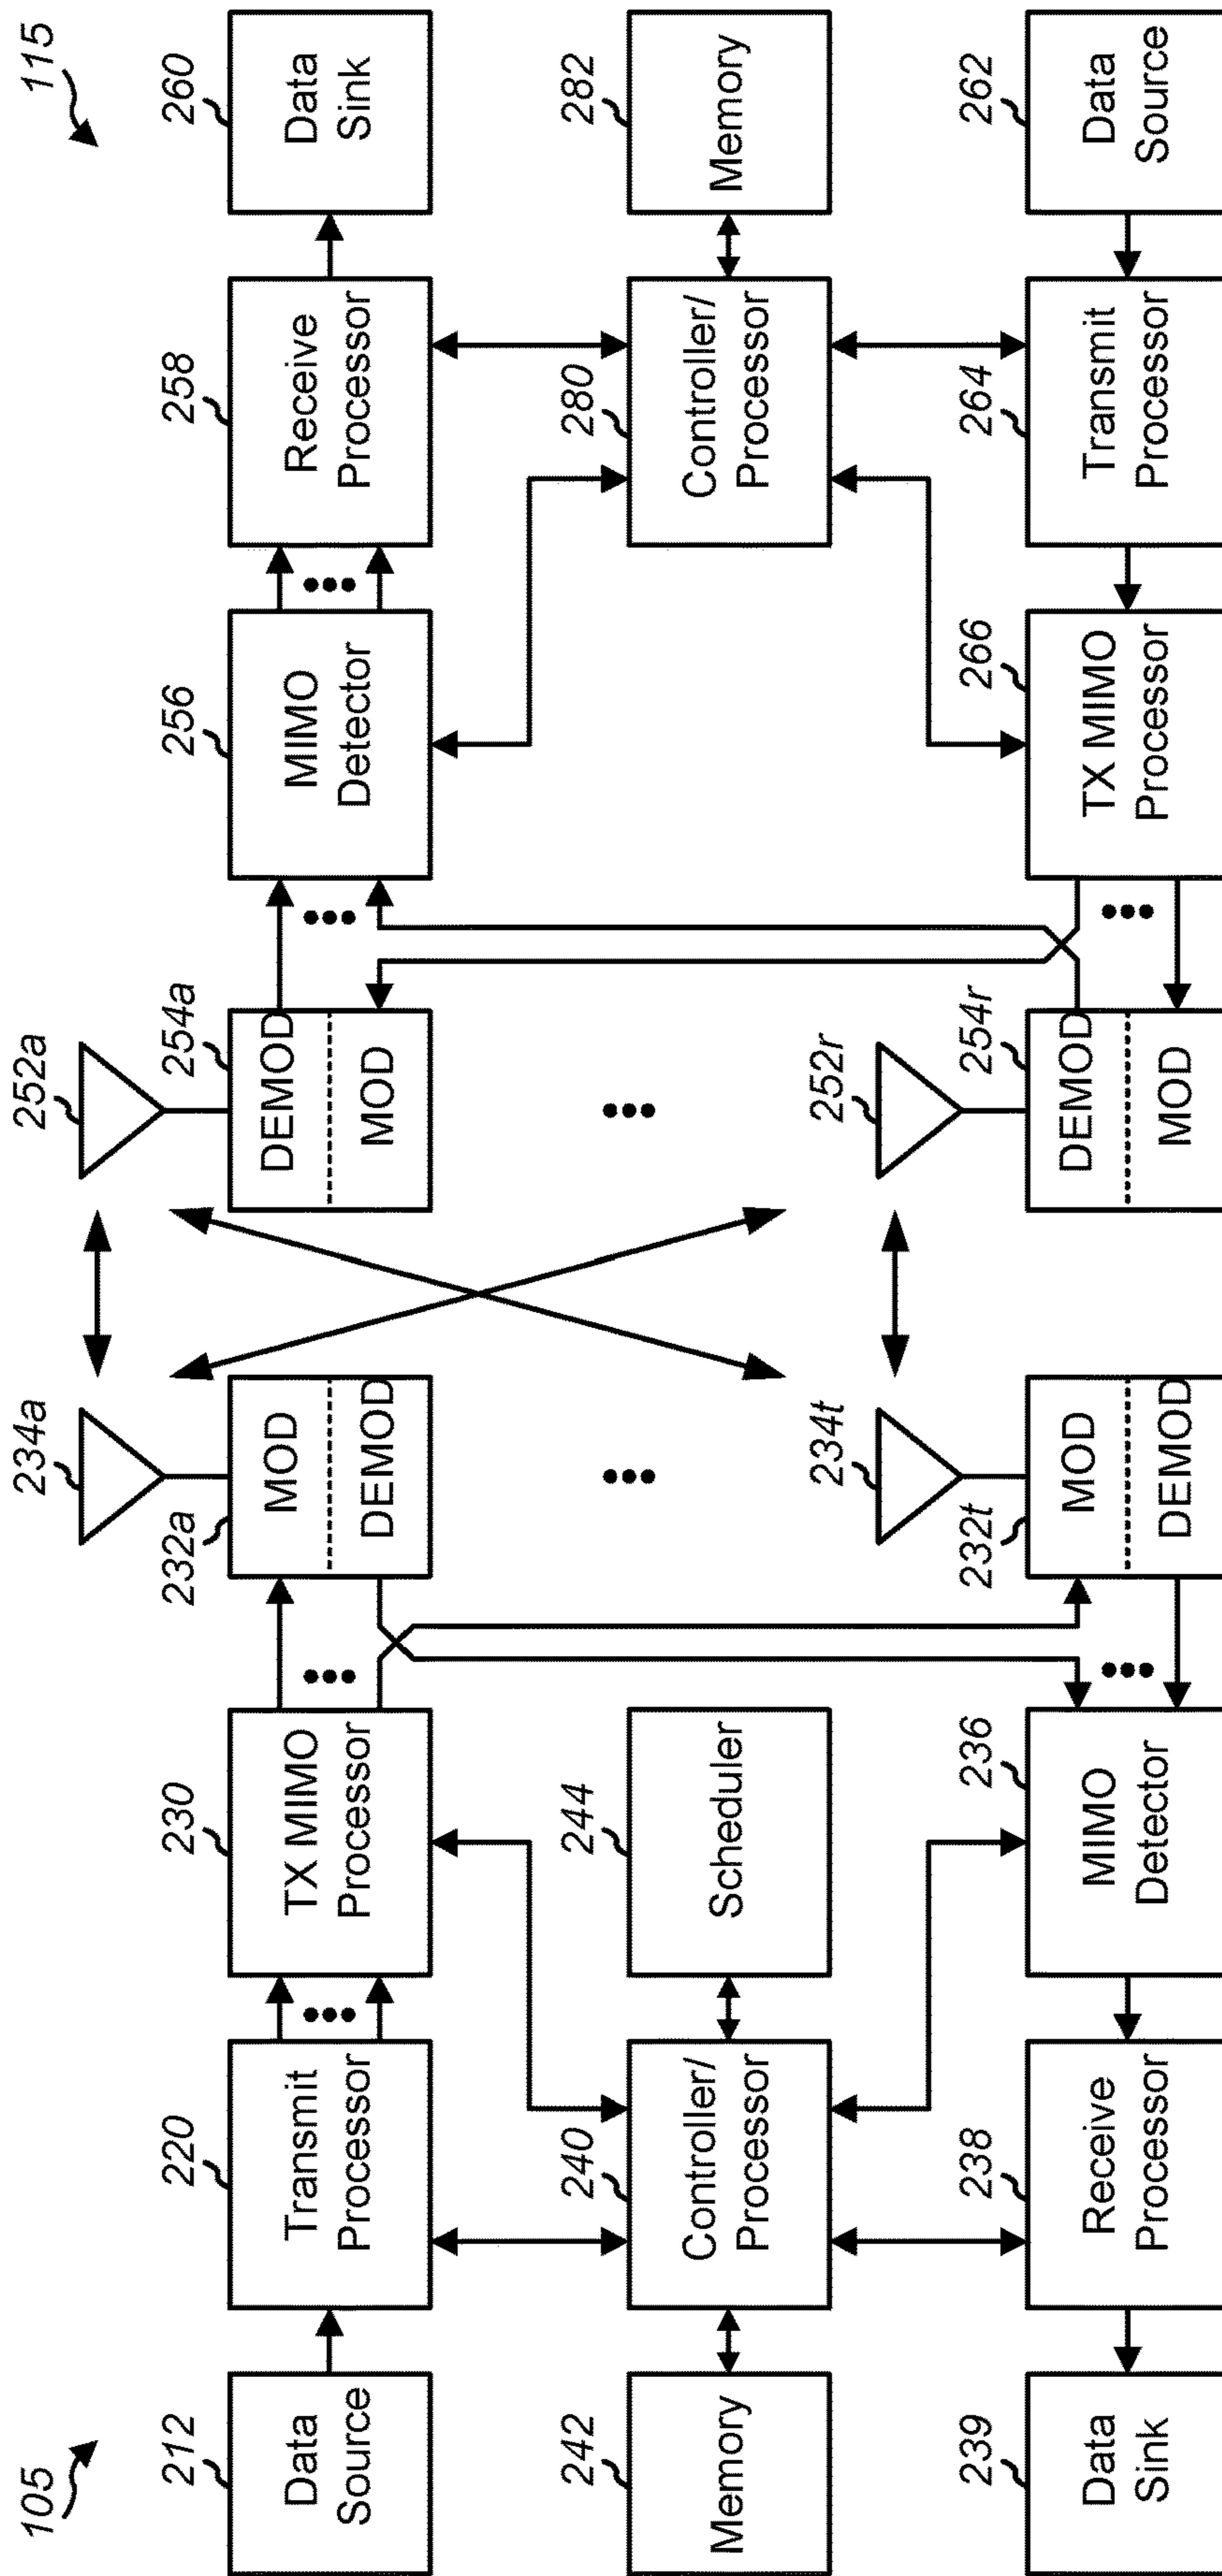 105
115
212
Data
Source
220
Transmit
Processor
230
TX MIMO
Processor
232a
MOD
DEMOD
234a
252a
254a
DEMOD
MOD
256
MIMO
Detector
258
Receive
Processor
260
Data
Sink
242
Memory
240
Controller/
Processor
244
Scheduler
280
Controller/
Processor
282
Memory
239
Data
Sink
238
Receive
Processor
236
MIMO
Detector
232t
MOD
DEMOD
234t
252r
254r
DEMOD
MOD
266
TX MIMO
Processor
264
Transmit
Processor
262
Data
Source